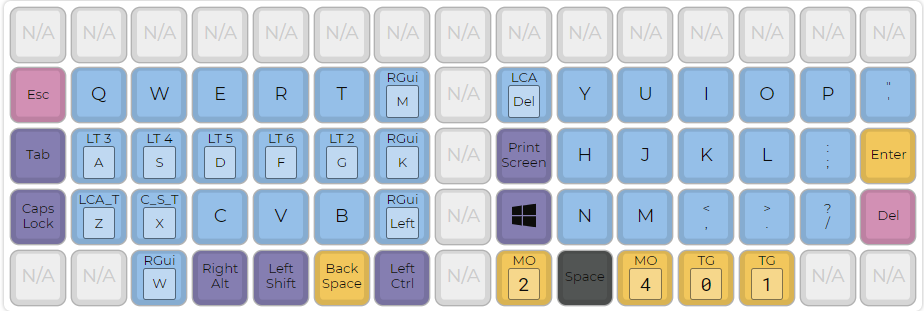 N/A N/A N/A N/A N/A N/A N/A N/A N/A N/A N/A N/A N/A N/A N/A
Esc Q W E R T RGui M N/A LCA Del Y U I O P " '
Tab LT 3 A LT 4 S LT 5 D LT 6 F LT 2 G RGui K N/A Print Screen H J K L : ; Enter
Caps Lock LCA_T Z C_S_T X C V B RGui Left N/A N M < , > . ? / Del
N/A N/A RGui W Right Alt Left Shift Back Space Left Ctrl N/A MO 2 Space MO 4 TG 0 TG 1 N/A N/A